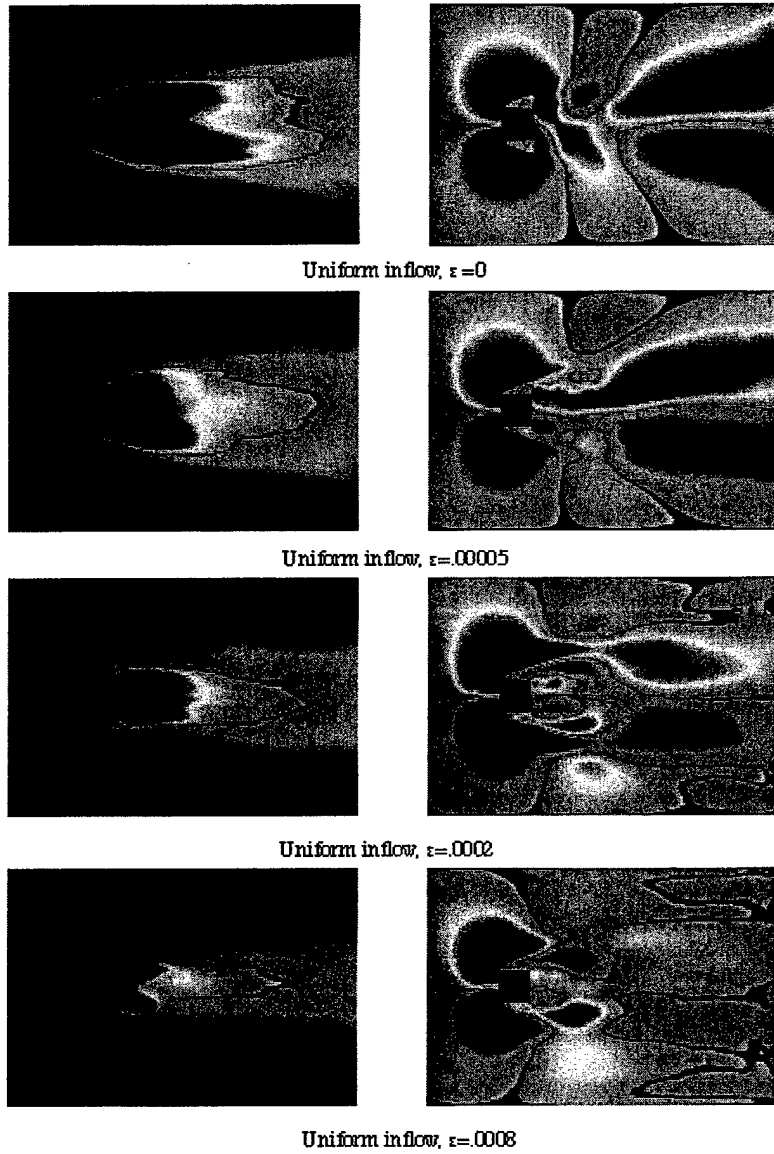 Uniform inflow, ε=0
Uniform inflow, ε=.00005
Uniform inflow, ε=.0002
Uniform inflow, ε=.0008